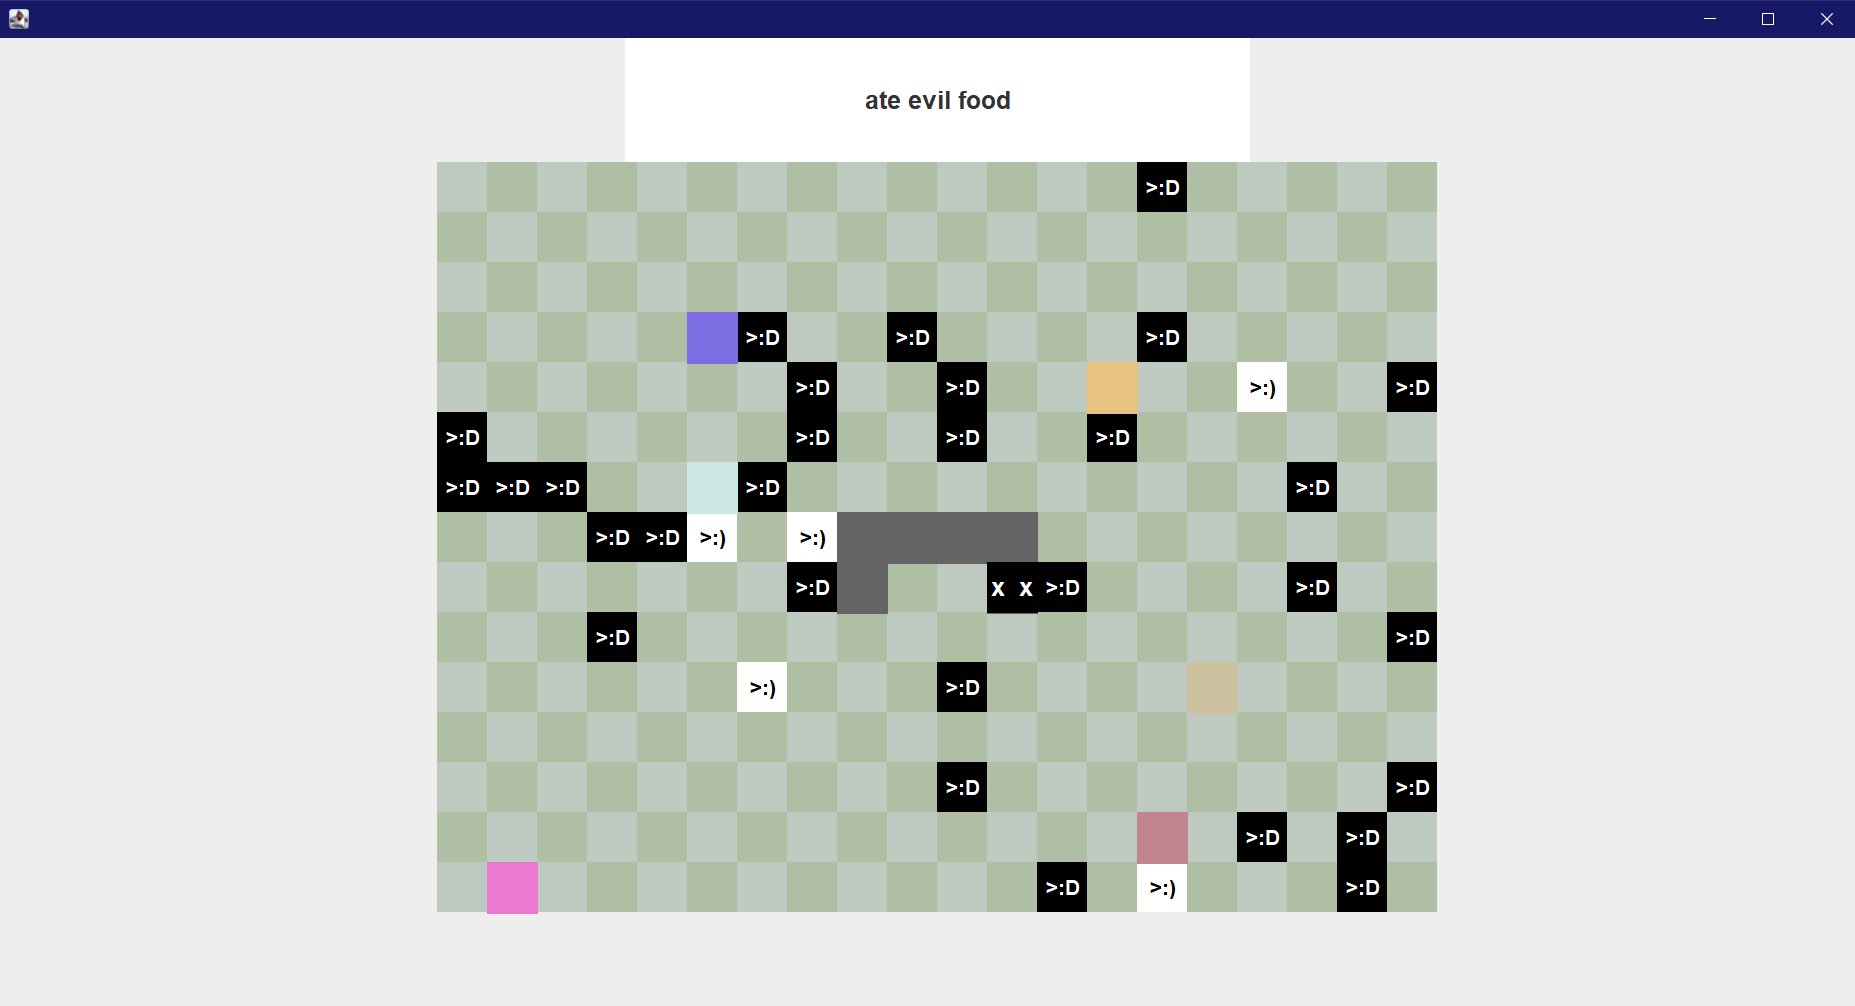 ate evil food
>:D
>:D >:D >:D
>:D >:D >:) >:D
>:D >:D >:D >:D
>:D >:D >:D >:D >:D
>:D >:D >:) >:)
>:D x x >:D >:D
>:D >:D
>:) >:D
>:D >:D
>:D >:D
>:D >:) >:D